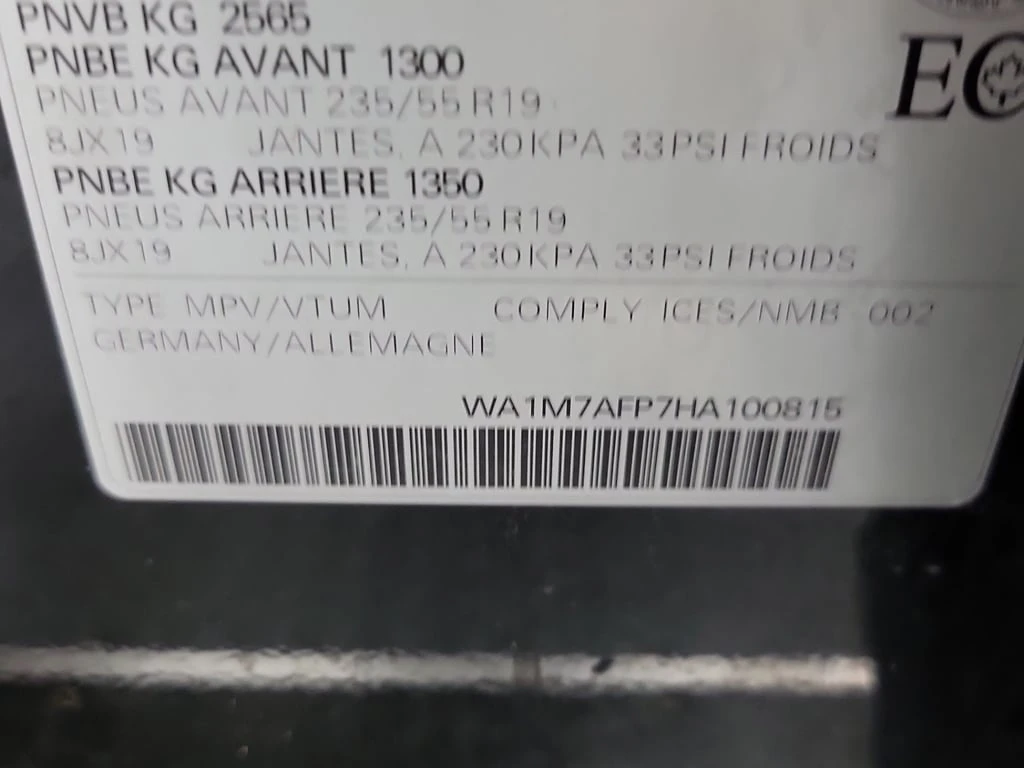 PNVB KG 2565
PNBE KG AVANT 1300
PNEUS AVANT 235/55 R19
8JX19 JANTES, A 230KPA 33PSI FROIDS
PNBE KG ARRIERE 1350
PNEUS ARRIERE 235/55 R19
8JX19 JANTES, A 230KPA 33PSI FROIDS
TYPE MPV/VTUM COMPLY ICES/NMB 002
GERMANY/ALLEMAGNE
WA1M7AFP7HA100815